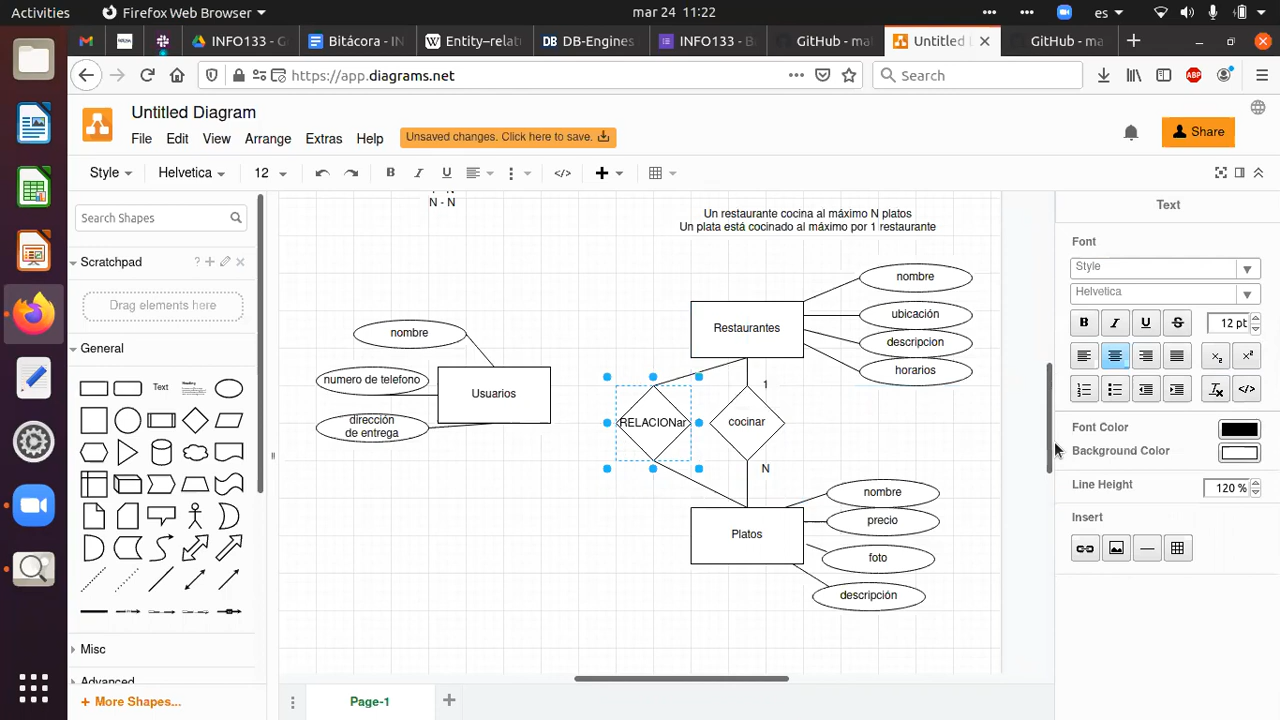 Activities
Firefox Web Browser
mar 24 11:22
es
INFO133 - G
Bitácora - IN
Entity–relat
DB-Engines
INFO133 - B
GitHub - ma
Untitled
GitHub - ma
https://app.diagrams.net
Search
Untitled Diagram
File Edit View Arrange Extras Help
Unsaved changes. Click here to save.
Share
Style
Helvetica
12
Search Shapes
Scratchpad
Drag elements here
General
Text
Heading
Misc
Advanced
+ More Shapes...
N - N
Un restaurante cocina al máximo N platos
Un plata está cocinado al máximo por 1 restaurante
nombre
numero de telefono
dirección
de entrega
Usuarios
Restaurantes
nombre
ubicación
descripcion
horarios
1
RELACIONar
cocinar
N
Platos
nombre
precio
foto
descripción
Text
Font
Style
Helvetica
12 pt
Font Color
Background Color
Line Height
120 %
Insert
Page-1